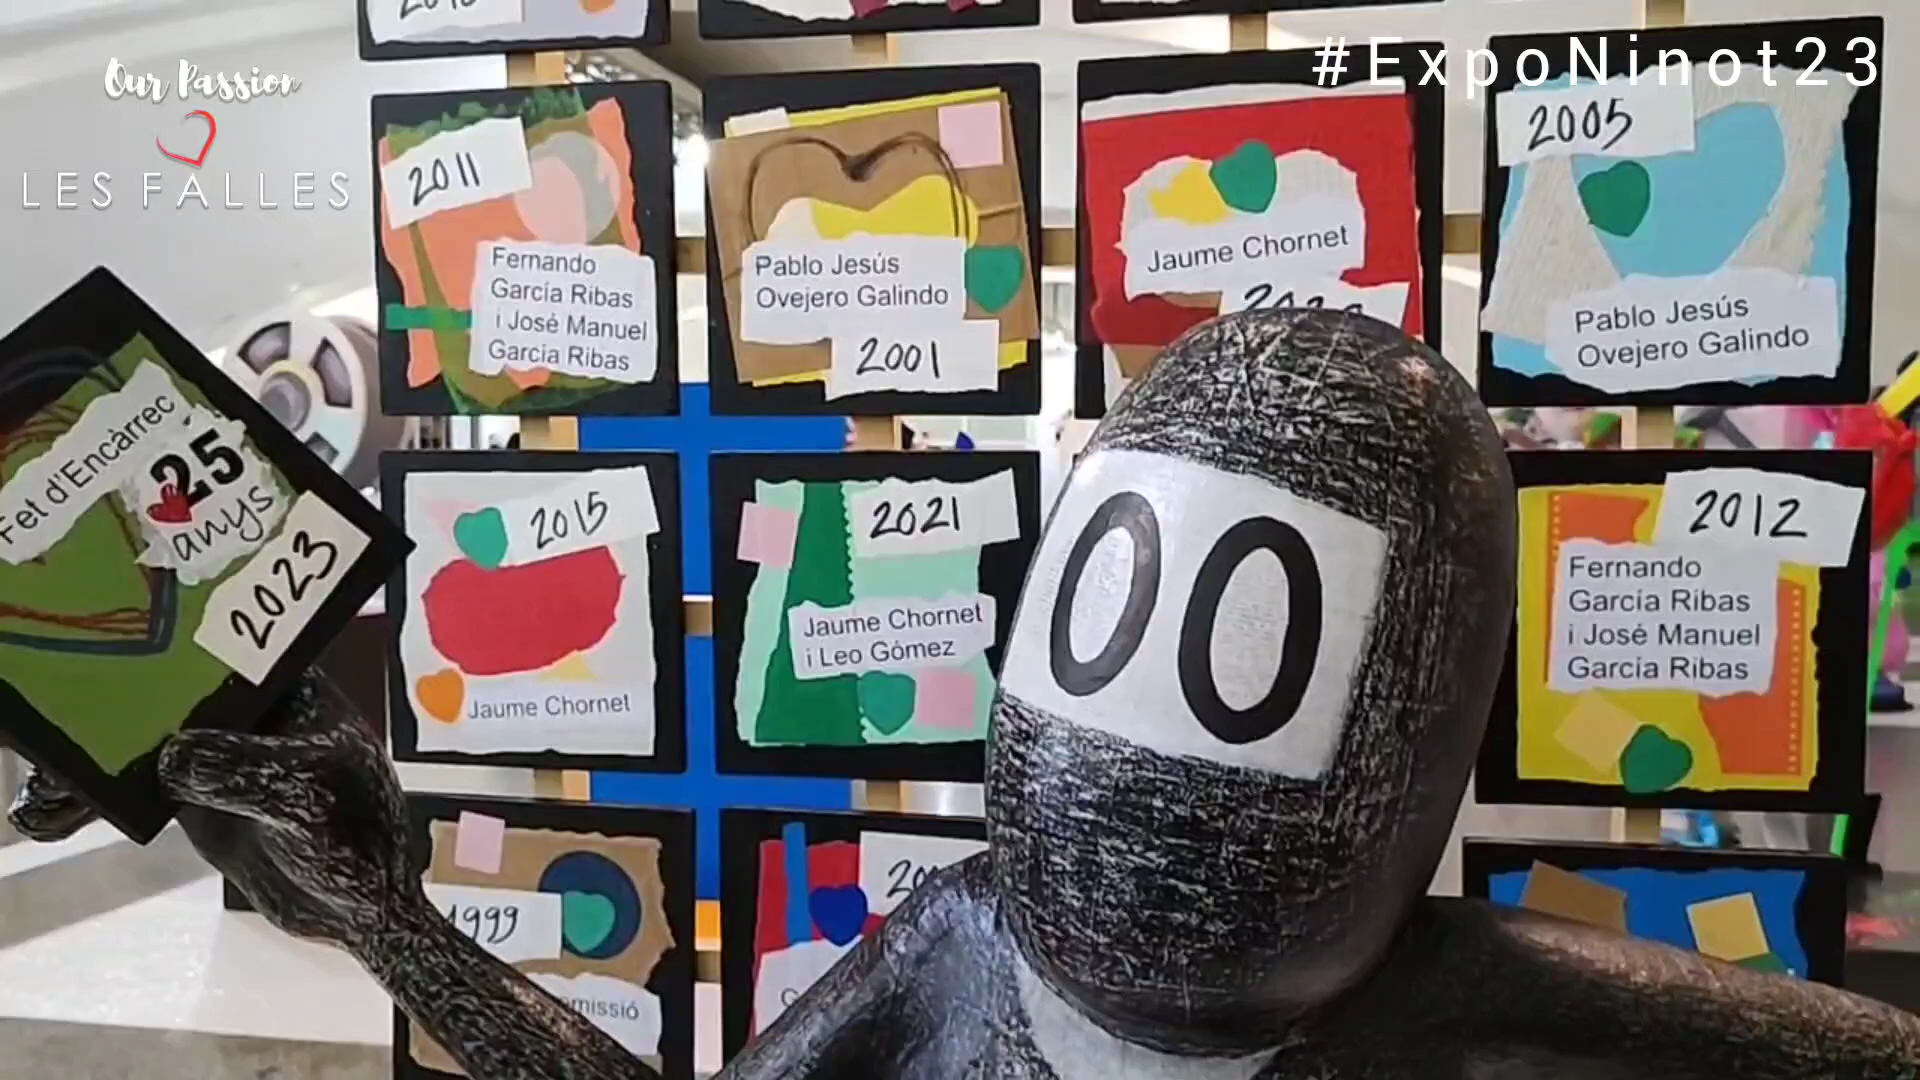 Our Passion
LES FALLES
#ExpoNinot23
2011
Fernando
García Ribas
i José Manuel
García Ribas
Pablo Jesús
Ovejero Galindo
2001
Jaume Chornet
2005
Pablo Jesús
Ovejero Galindo
Fet d'Encàrrec
25
anys
2023
2015
Jaume Chornet
2021
Jaume Chornet
i Leo Gómez
00
2012
Fernando
García Ribas
i José Manuel
García Ribas
1999